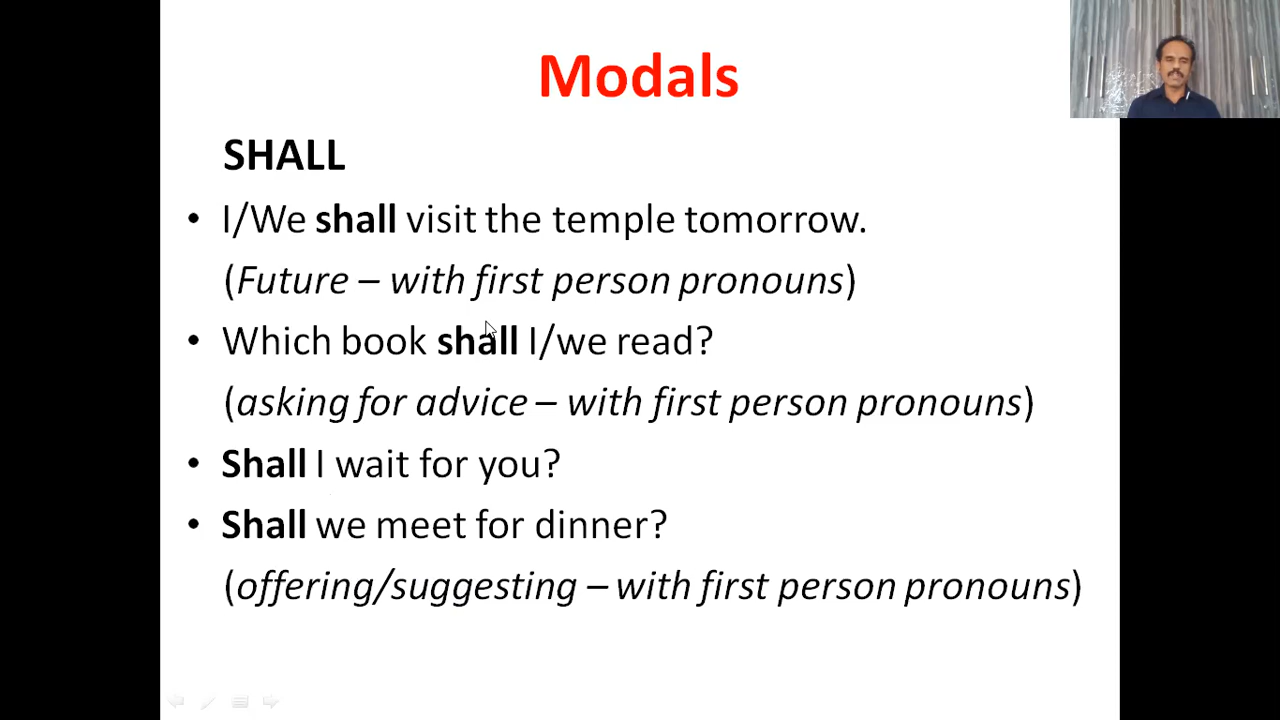 Modals
SHALL
• I/We shall visit the temple tomorrow.
(Future – with first person pronouns)
• Which book shall I/we read?
(asking for advice – with first person pronouns)
• Shall I wait for you?
• Shall we meet for dinner?
(offering/suggesting – with first person pronouns)